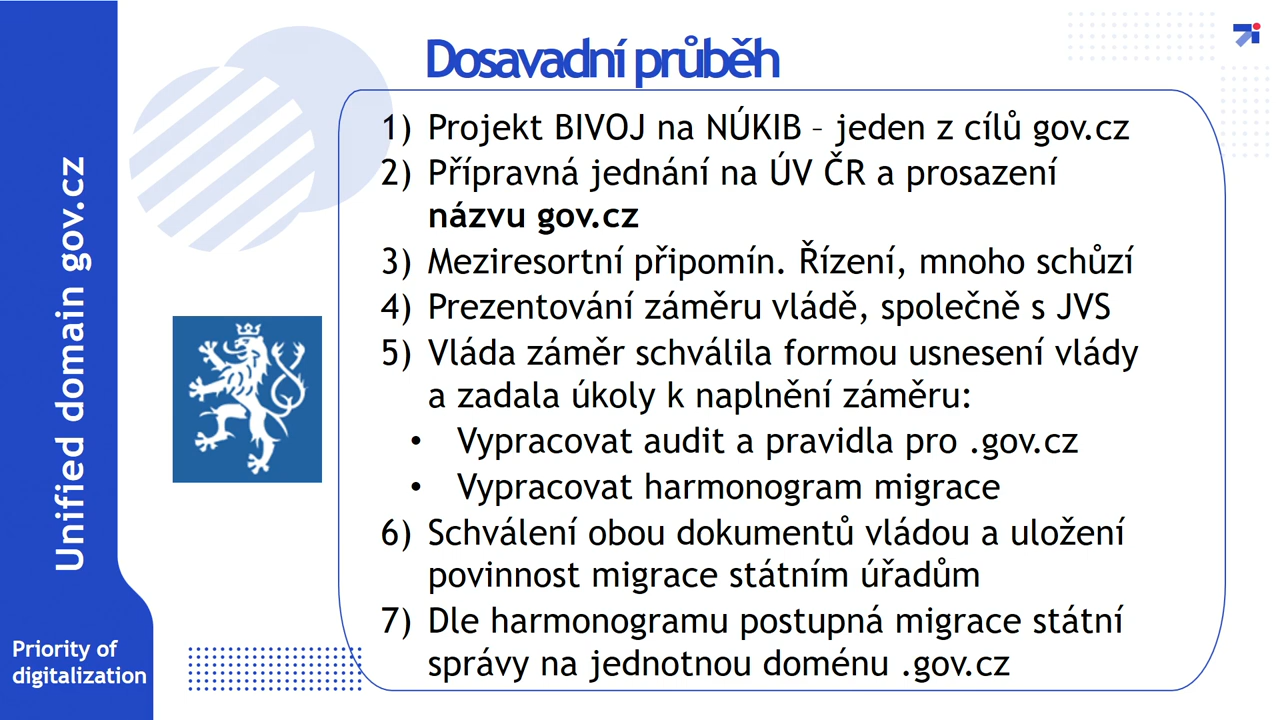 Dosavadní průběh
1) Projekt BIVOJ na NÚKIB – jeden z cílů gov.cz
2) Přípravná jednání na ÚV ČR a prosazení
názvu gov.cz
3) Meziresortní připomín. Řízení, mnoho schůzí
4) Prezentování záměru vládě, společně s JVS
5) Vláda záměr schválila formou usnesení vlády
a zadala úkoly k naplnění záměru:
• Vypracovat audit a pravidla pro .gov.cz
• Vypracovat harmonogram migrace
6) Schválení obou dokumentů vládou a uložení
povinnost migrace státním úřadům
7) Dle harmonogramu postupná migrace státní
správy na jednotnou doménu .gov.cz
Unified domain gov.cz
Priority of
digitalization